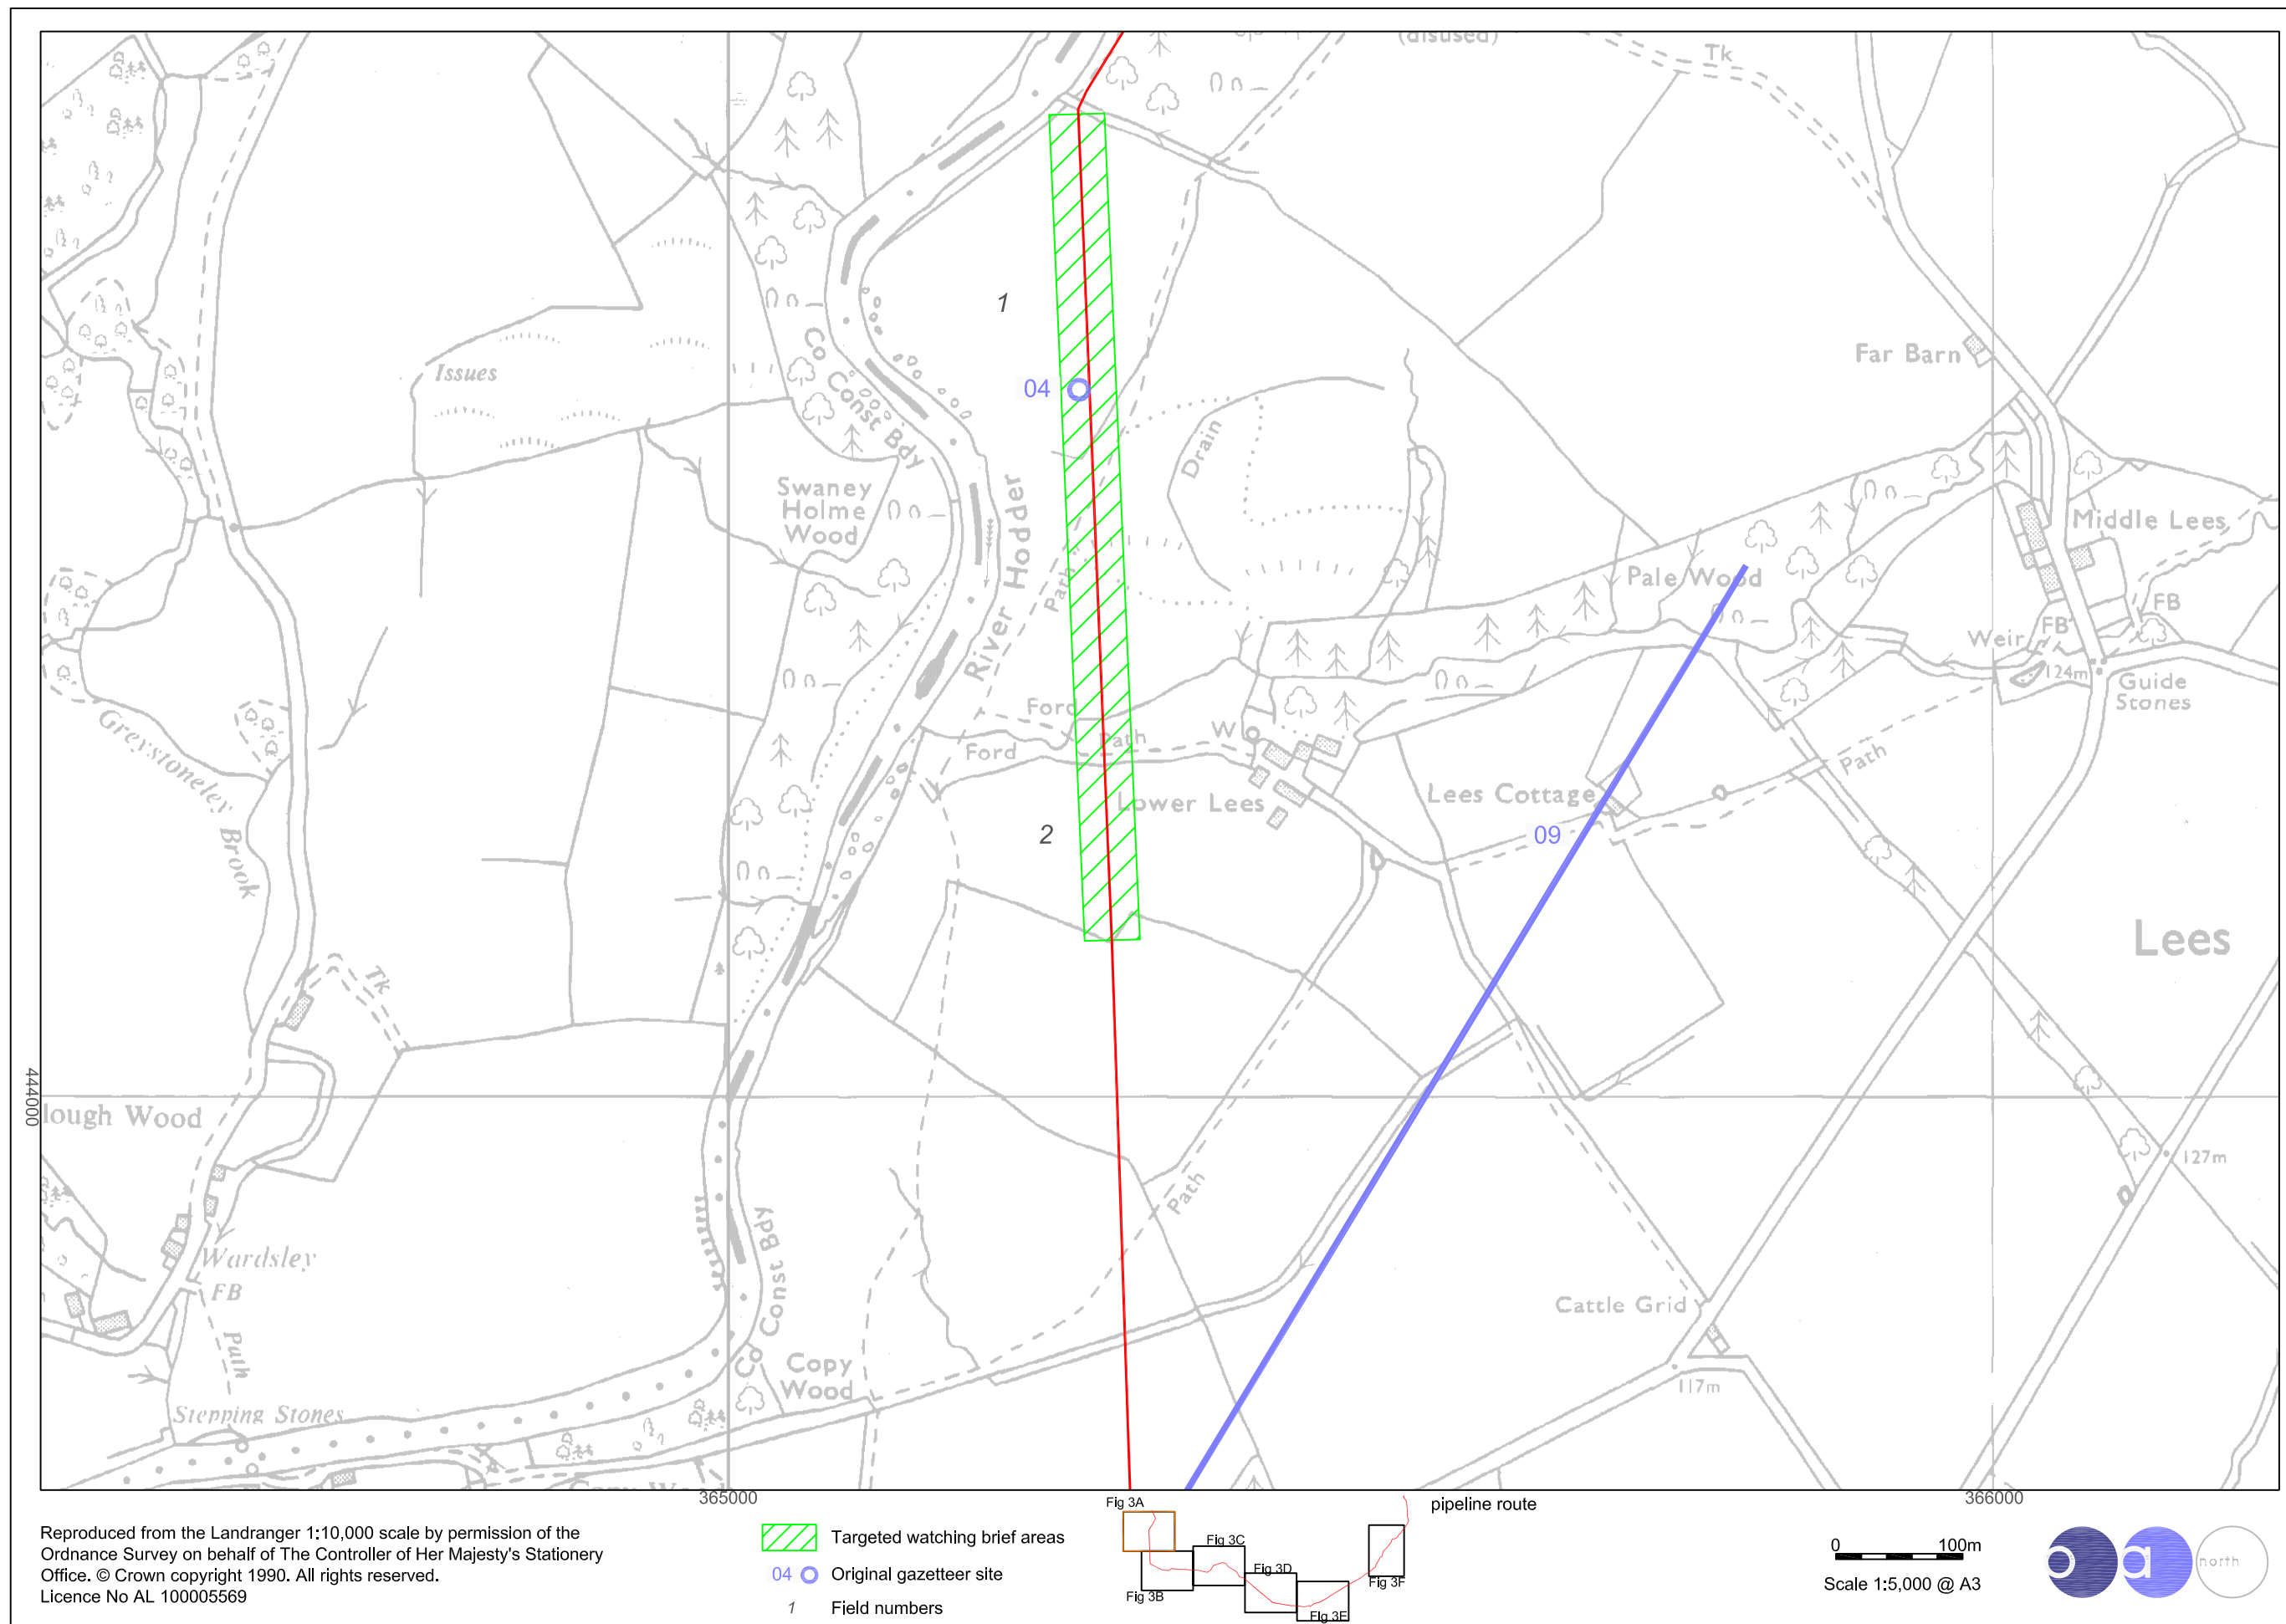 (disused)
Tk
1
Far Barn
Issues
04
Co Const Bdy
Drain
Swaney
Holme
Wood
River Hodder
Middle Lees
Path
Pale Wood
FB
FB
Weir
124m
Guide
Stones
Ford
Path
W
Ford
Path
Greystoneley Brook
Lees Cottage
Lower Lees
2
09
Lees
Tk
444000
lough Wood
127m
Path
Wardsley
FB
Co Const Bdy
Cattle Grid
Path
Copy
Wood
117m
Stepping Stones
365000
366000
Reproduced from the Landranger 1:10,000 scale by permission of the
Ordnance Survey on behalf of The Controller of Her Majesty's Stationery
Office. © Crown copyright 1990. All rights reserved.
Licence No AL 100005569
Targeted watching brief areas
04 Original gazetteer site
1 Field numbers
Fig 3A
Fig 3B
Fig 3C
Fig 3D
Fig 3E
Fig 3F
pipeline route
0 100m
Scale 1:5,000 @ A3
oa north